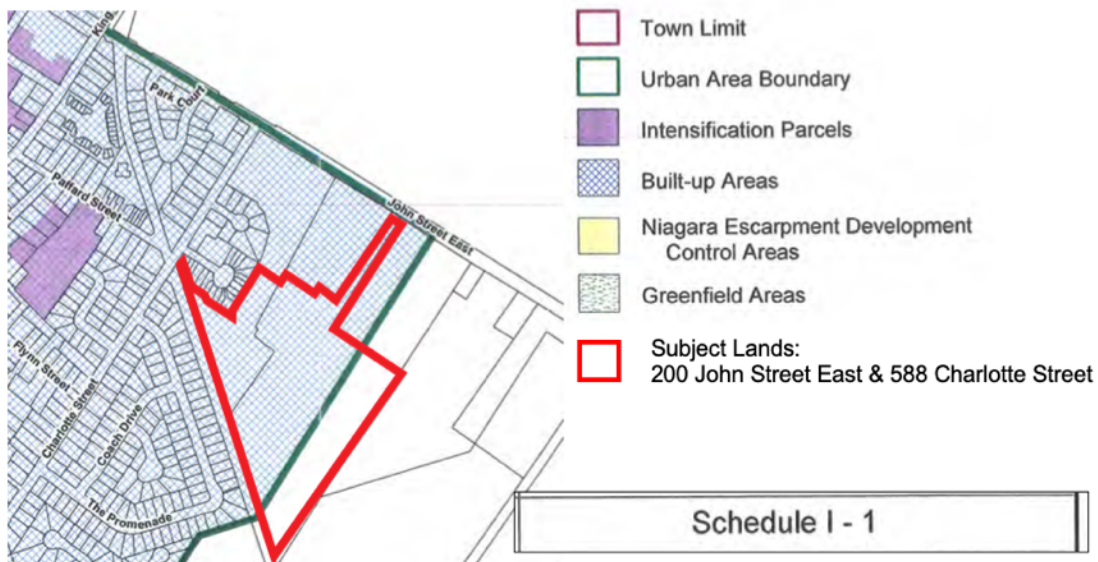 King
Park Court
Paffard Street
John Street East
Flynn Street
Charlotte Street
Coach Drive
The Promenade
Town Limit
Urban Area Boundary
Intensification Parcels
Built-up Areas
Niagara Escarpment Development
Control Areas
Greenfield Areas
Subject Lands:
200 John Street East & 588 Charlotte Street
Schedule I - 1